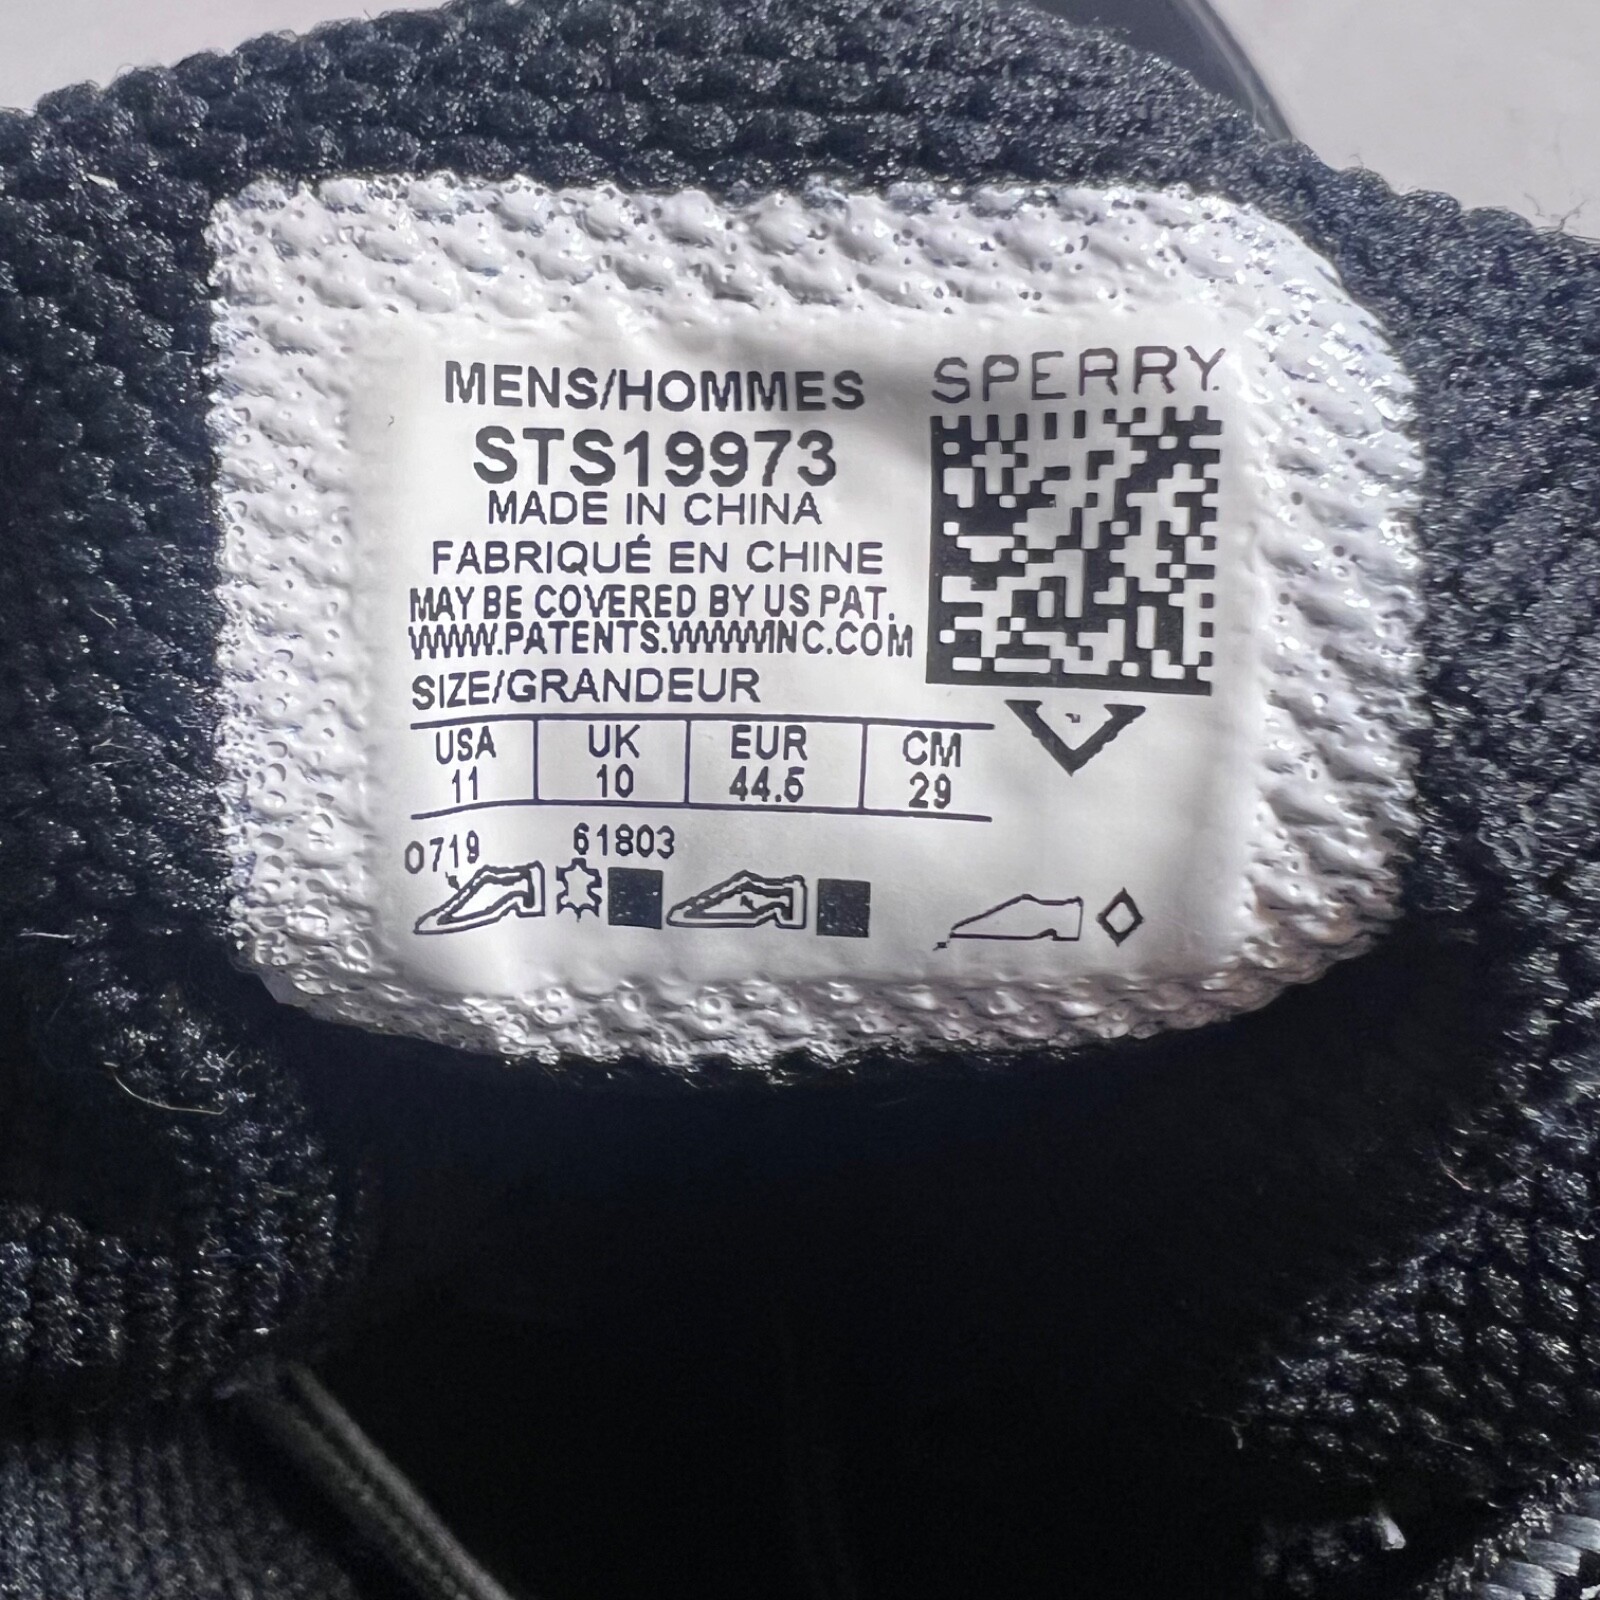 MENS/HOMMES
SPERRY
STS19973
MADE IN CHINA
FABRIQUÉ EN CHINE
MAY BE COVERED BY US PAT.
WWW.PATENTS.WWWINC.COM
SIZE/GRANDEUR
USA UK EUR CM
11 10 44.5 29
0719 61803